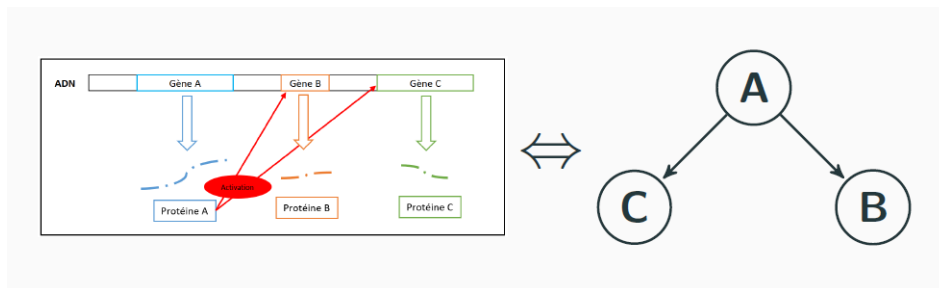 ADN Gène A Gène B Gène C
Activation
Protéine A Protéine B Protéine C
A
C B